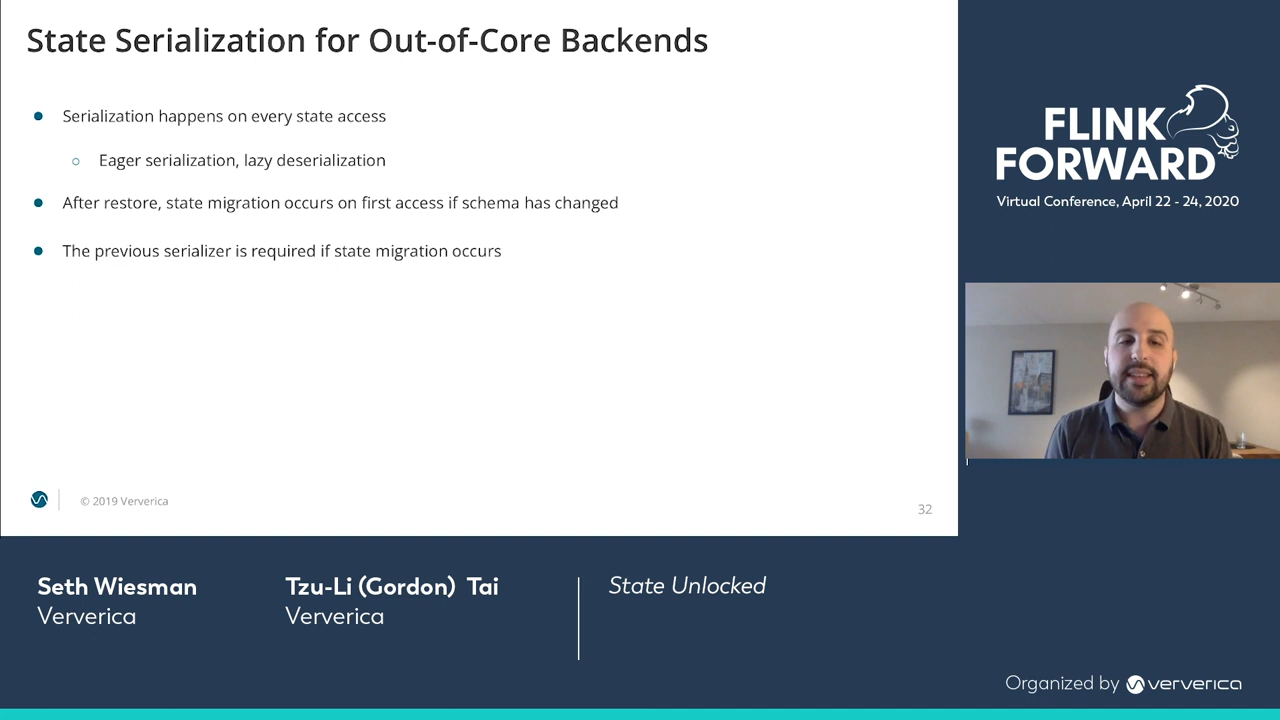 State Serialization for Out-of-Core Backends
Serialization happens on every state access
Eager serialization, lazy deserialization
After restore, state migration occurs on first access if schema has changed
The previous serializer is required if state migration occurs
© 2019 Ververica
32
FLINK
FORWARD
Virtual Conference, April 22 - 24, 2020
Seth Wiesman
Ververica
Tzu-Li (Gordon) Tai
Ververica
State Unlocked
Organized by ververica